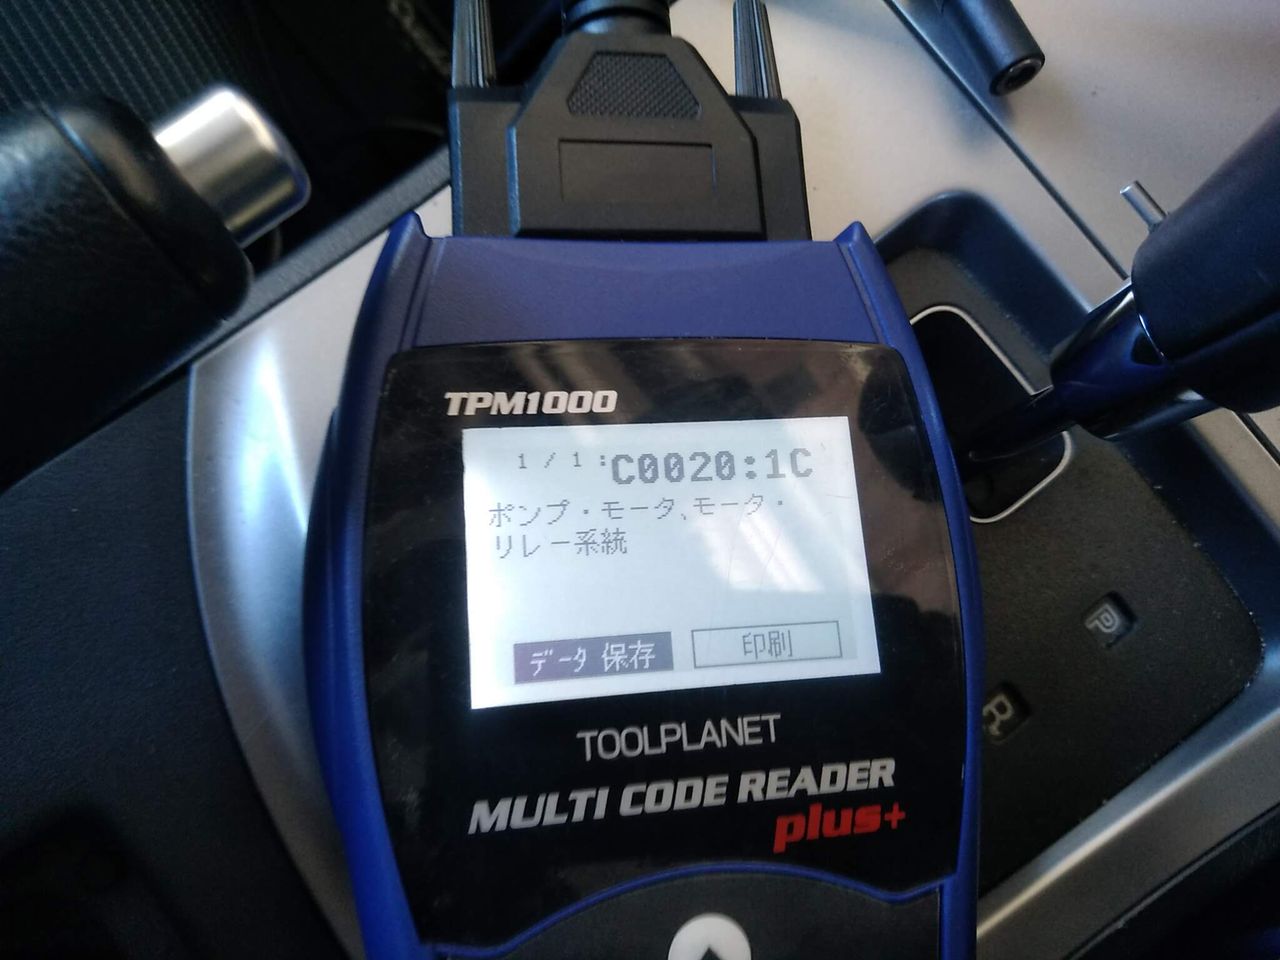 TPM1000
1/1:C0020:1C
ポンプ・モータ、モータ・
リレー系統
データ 保存
印刷
TOOLPLANET
MULTI CODE READER
plus+
P
R